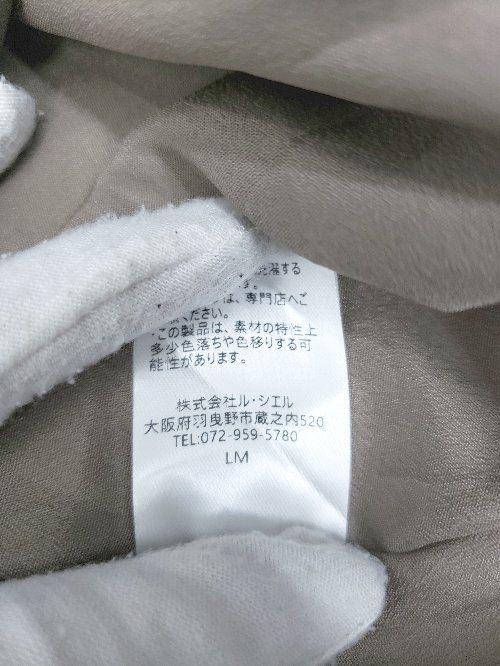 洗濯する
す。
は、専門店へご
ください。
・この製品は、素材の特性上
多少色落ちや色移りする可
能性があります。
株式会社ル・シエル
大阪府羽曳野市蔵之内520
TEL:072-959-5780
LM